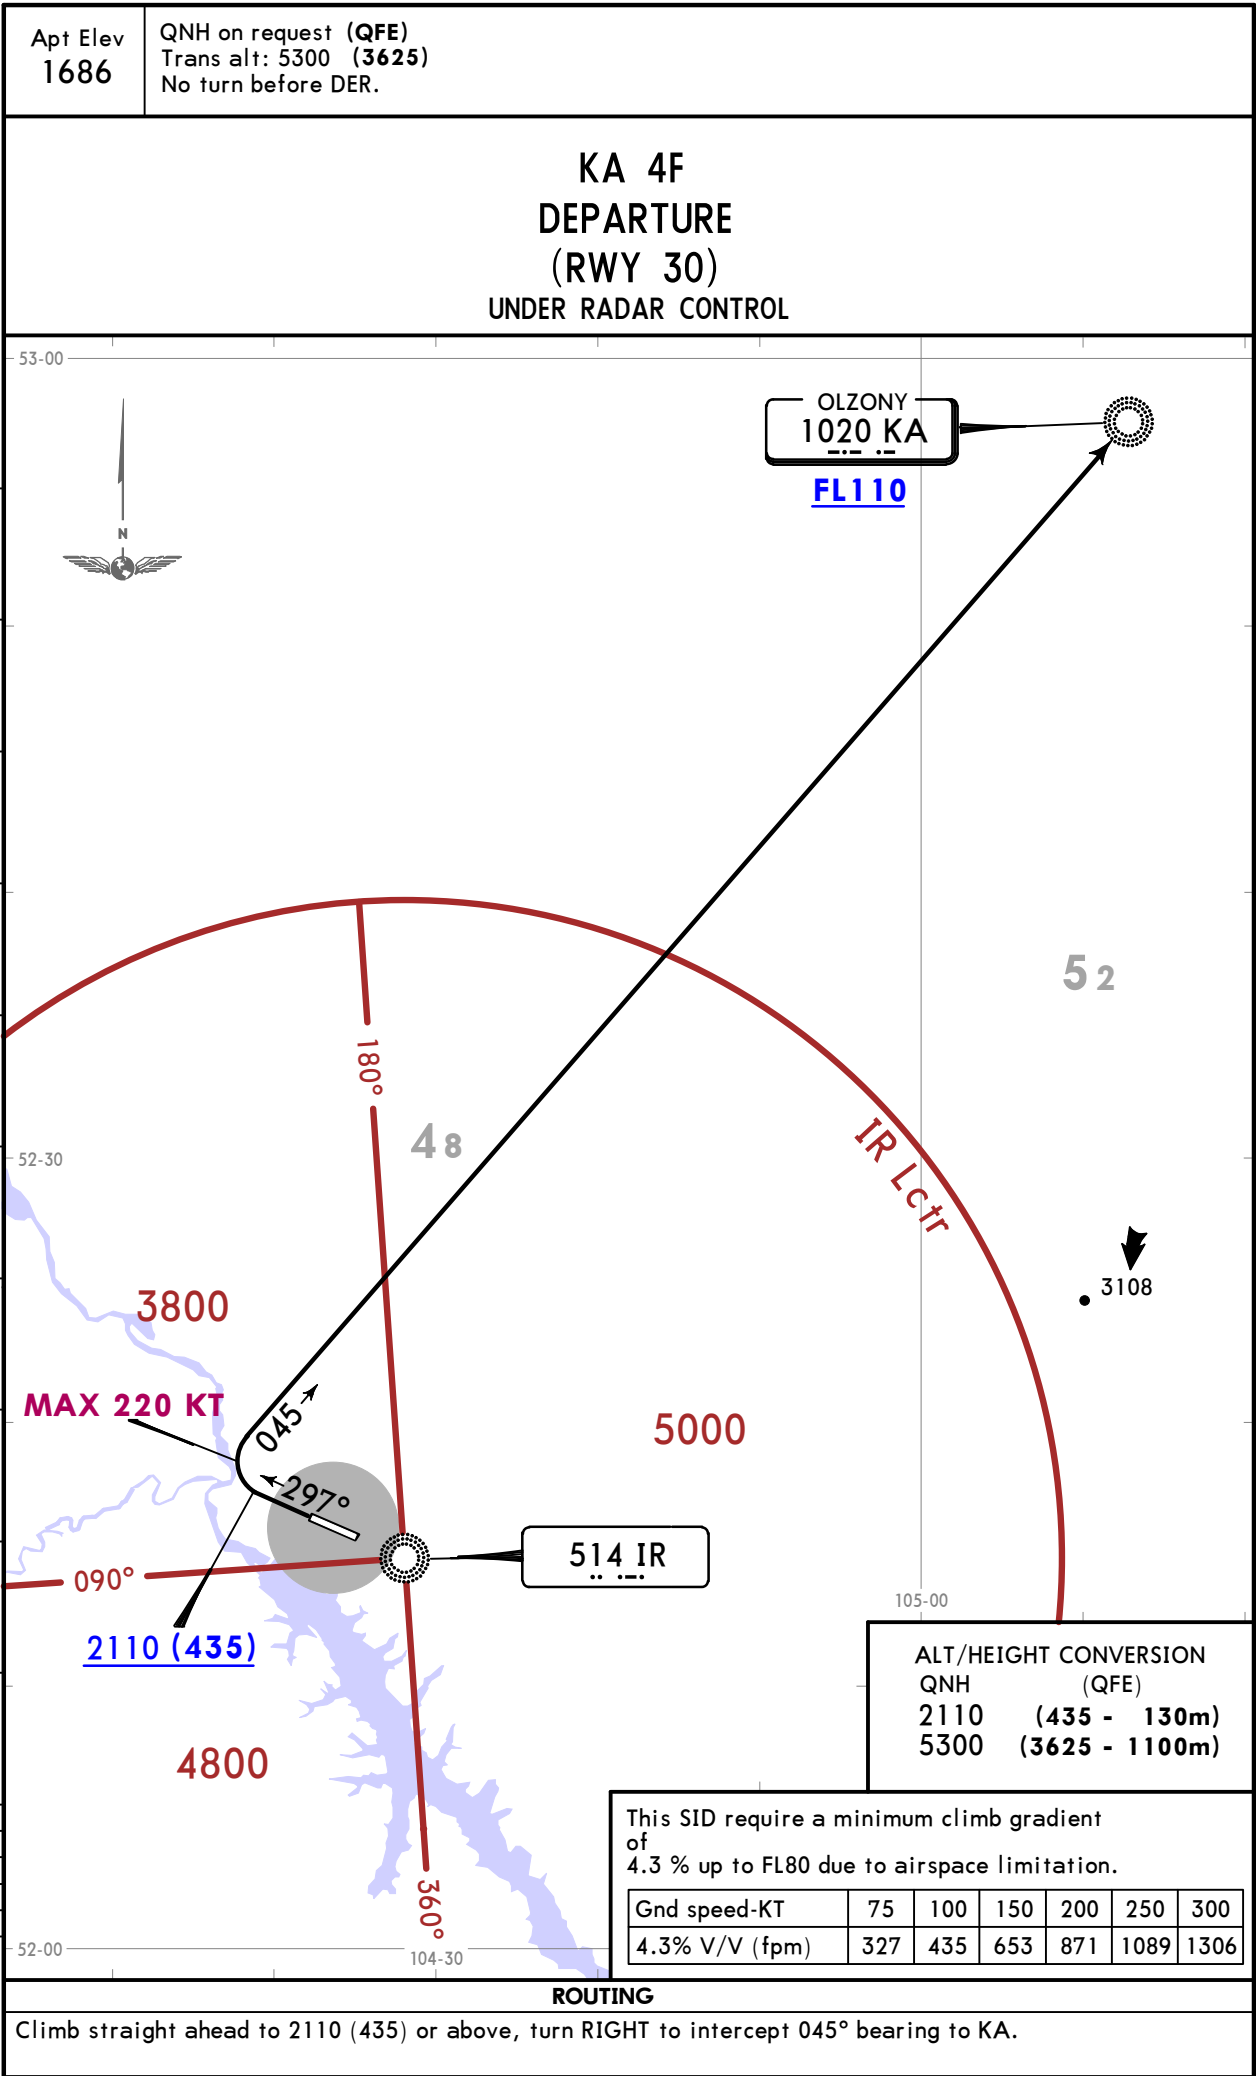 Apt Elev
1686
QNH on request (QFE)
Trans alt: 5300 (3625)
No turn before DER.
KA 4F
DEPARTURE
(RWY 30)
UNDER RADAR CONTROL
53-00
OLZONY
1020 KA
FL110
N
180°
52
48
IR Lctr
52-30
3108
3800
MAX 220 KT
045
5000
297°
514 IR
090°
105-00
2110 (435)
ALT/HEIGHT CONVERSION
QNH (QFE)
2110 (435 - 130m)
5300 (3625 - 1100m)
4800
This SID require a minimum climb gradient
of
4.3 % up to FL80 due to airspace limitation.
Gnd speed-KT 75 100 150 200 250 300
4.3% V/V (fpm) 327 435 653 871 1089 1306
360°
52-00
104-30
ROUTING
Climb straight ahead to 2110 (435) or above, turn RIGHT to intercept 045° bearing to KA.